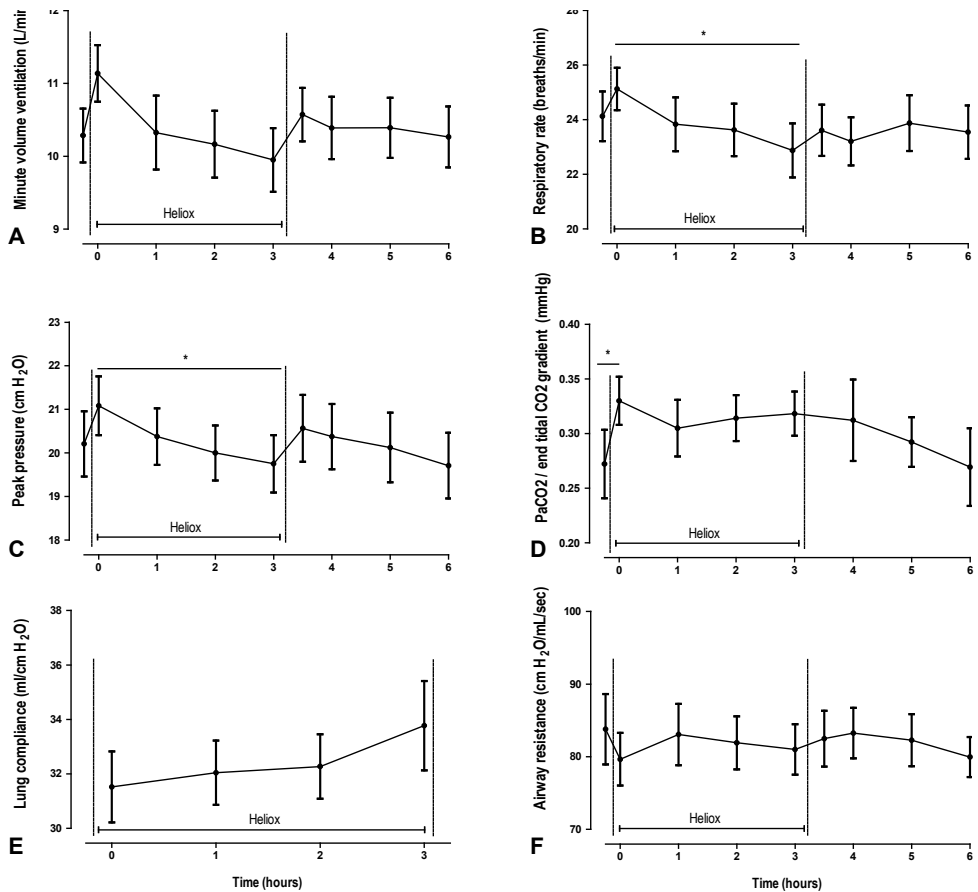 12
11
10
9
Minute volume ventilation (L/min
Heliox
A
0 1 2 3 4 5 6
28
26
24
22
20
Respiratory rate (breaths/min)
*
Heliox
B
0 1 2 3 4 5 6
22
21
20
19
18
Peak pressure (cm H2O)
*
Heliox
C
0 1 2 3 4 5 6
0.40
0.35
0.30
0.25
0.20
PaCO2 / end tidal CO2 gradient (mmHg)
*
Heliox
D
0 1 2 3 4 5 6
38
36
34
32
30
Lung compliance (ml/cm H2O)
Heliox
E
0 1 2 3
Time (hours)
100
90
80
70
Airway resistance (cm H2O/mL/sec)
Heliox
F
0 1 2 3 4 5 6
Time (hours)